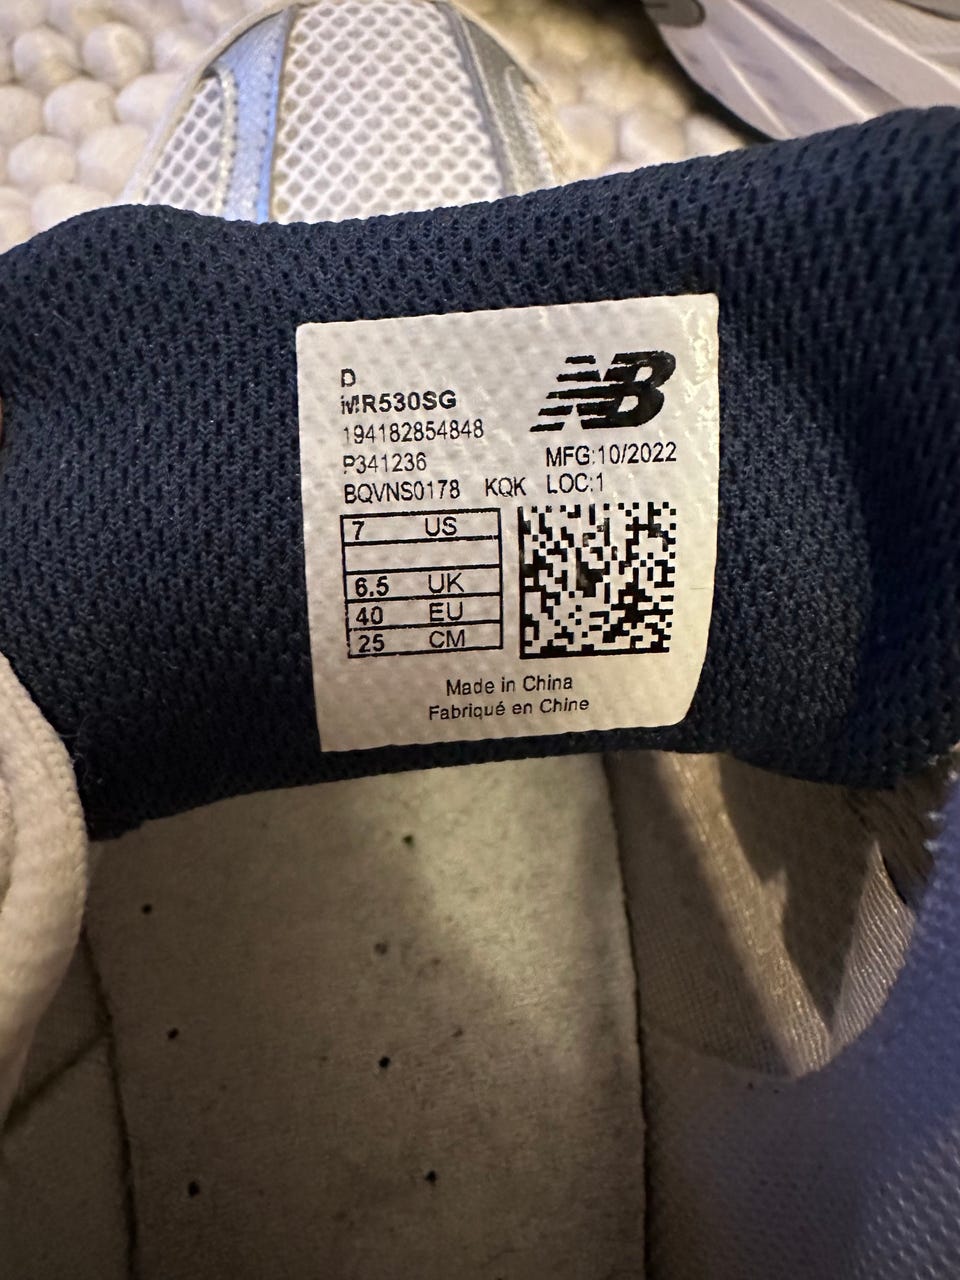 D
MR530SG
194182854848
P341236 MFG:10/2022
BQVNS0178 KQK LOC:1
NB
7 US
6.5 UK
40 EU
25 CM
Made in China
Fabriqué en Chine